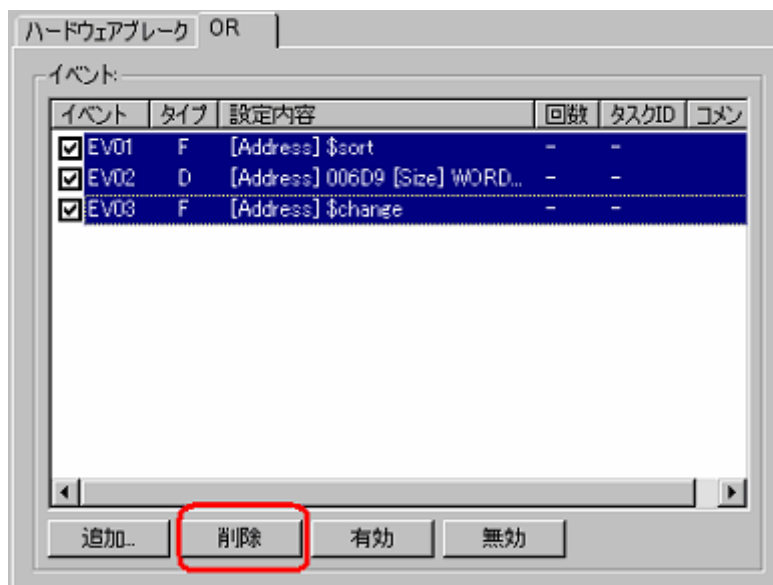 ハードウェアブレーク OR
イベント:
イベント タイプ 設定内容 回数 タスクID コメン
EV01 F [Address] $sort - -
EV02 D [Address] 006D9 [Size] WORD... - -
EV03 F [Address] $change - -
追加... 削除 有効 無効